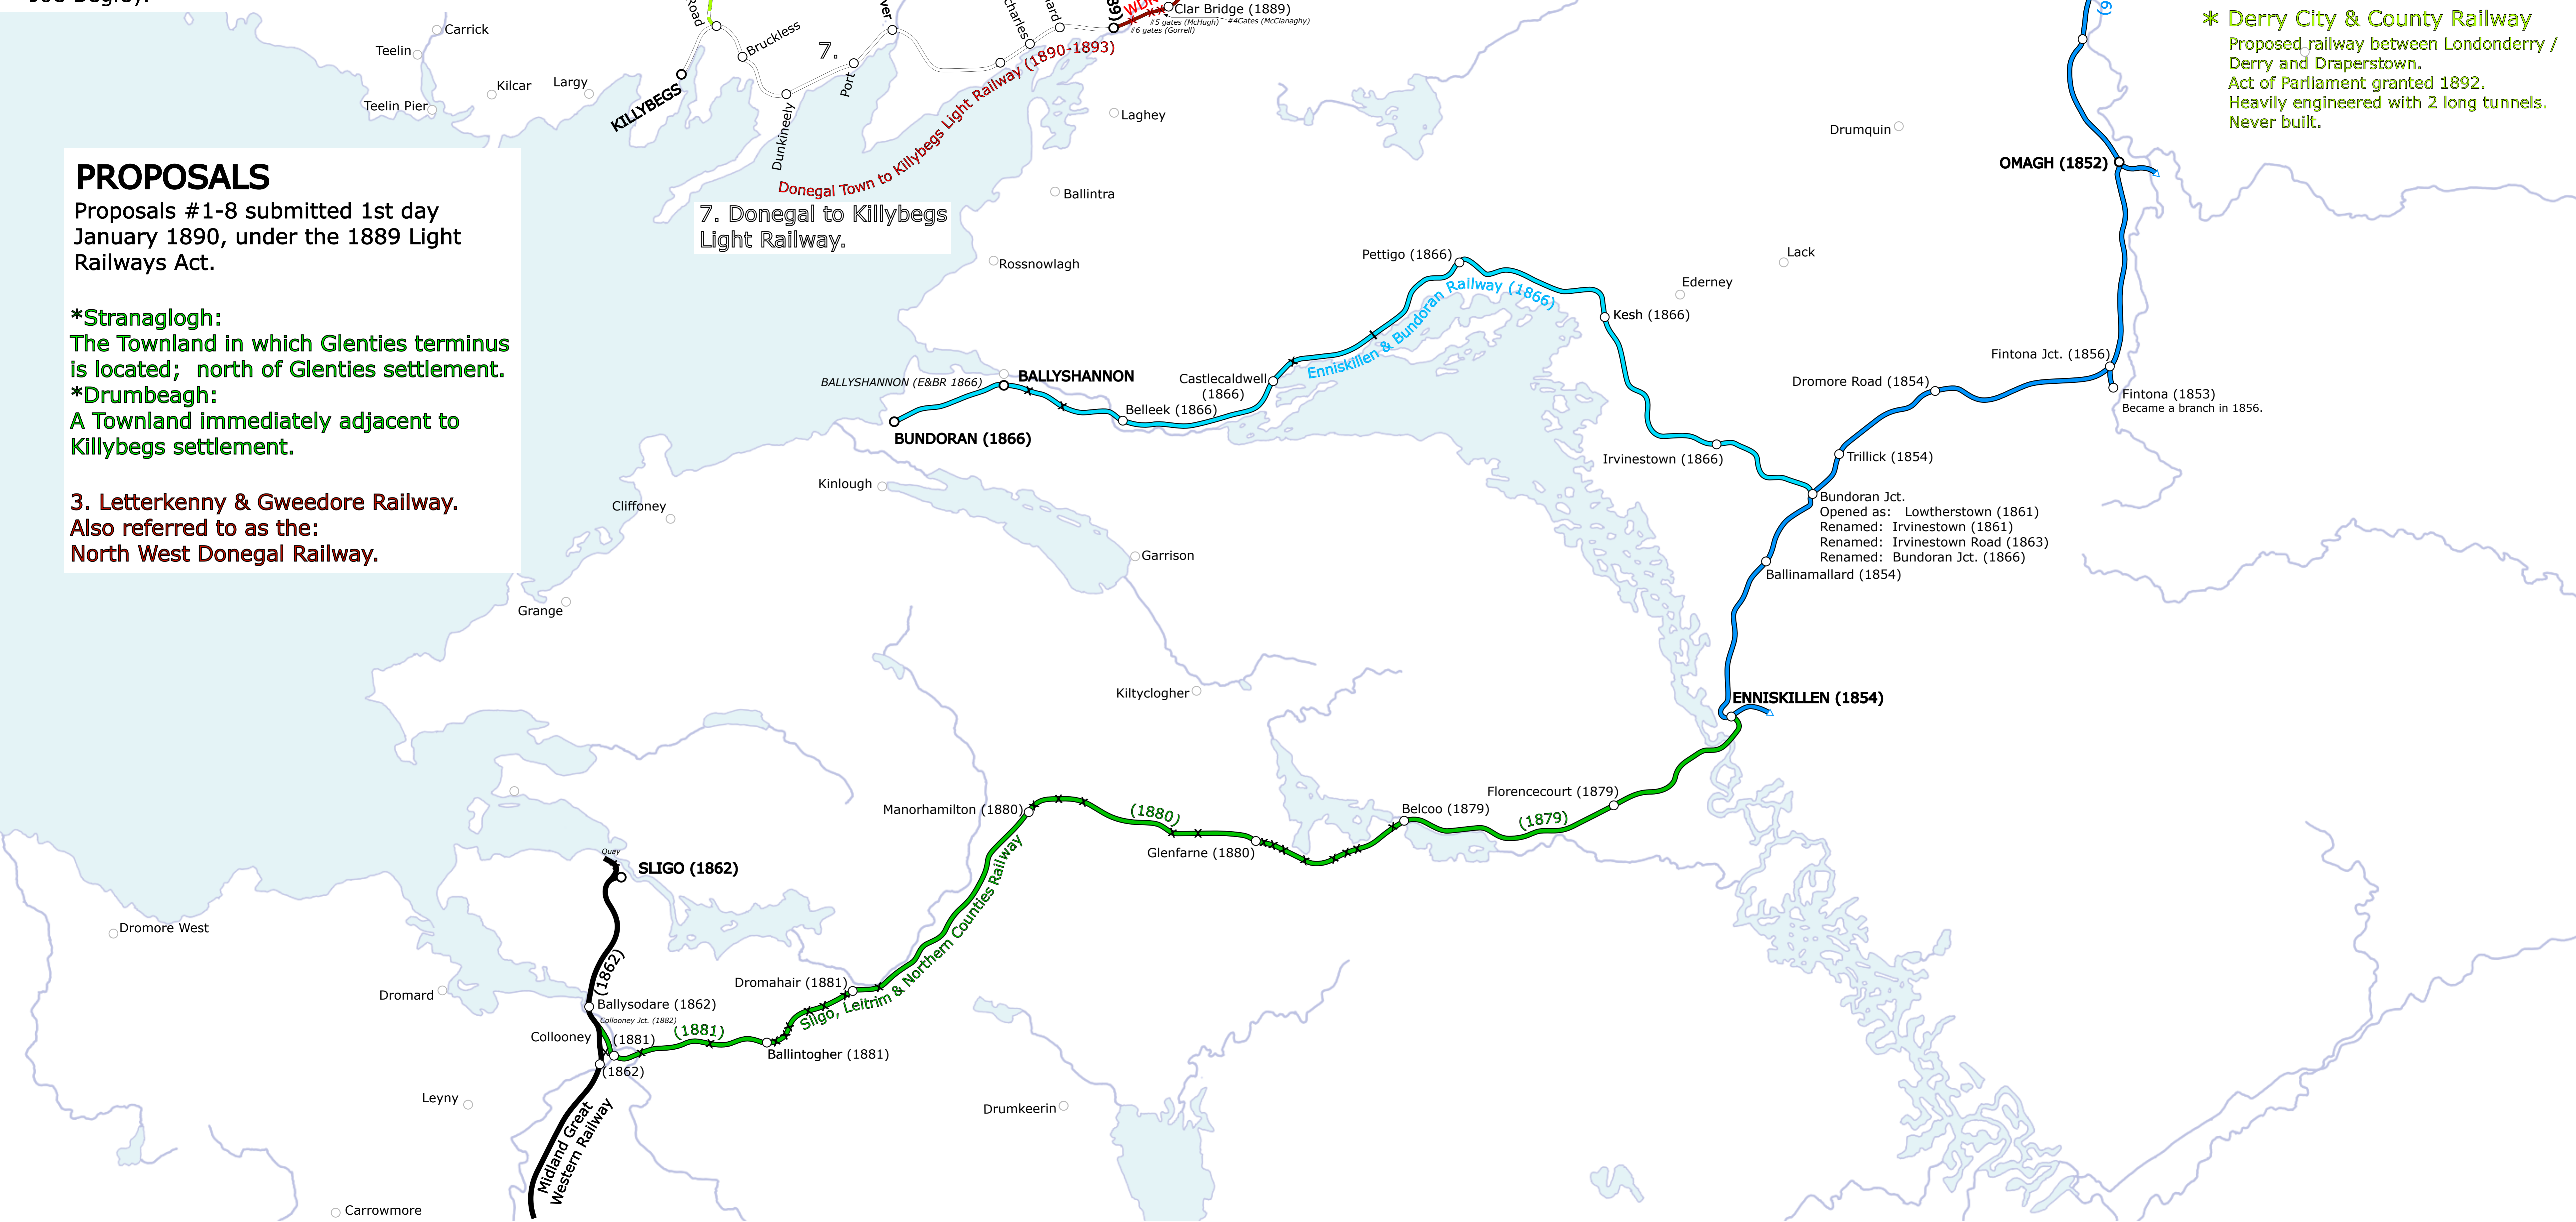 Carrick
Teelin
Kilcar
Largy
Teelin Pier
KILLYBEGS
Road
Bruckless
7.
Port
Dunkineely
Donegal Town to Killybegs Light Railway (1890-1893)
7. Donegal to Killybegs
Light Railway.
Clar Bridge (1889)
#5 gates (McHugh)
#4Gates (McClanaghy)
#6 gates (Gorrell)
Laghey
Ballintra
Rossnowlagh
* Derry City & County Railway
Proposed railway between Londonderry /
Derry and Draperstown.
Act of Parliament granted 1892.
Heavily engineered with 2 long tunnels.
Never built.
Drumquin
OMAGH (1852)
PROPOSALS
Proposals #1-8 submitted 1st day
January 1890, under the 1889 Light
Railways Act.
*Stranaglogh:
The Townland in which Glenties terminus
is located; north of Glenties settlement.
*Drumbeagh:
A Townland immediately adjacent to
Killybegs settlement.
3. Letterkenny & Gweedore Railway.
Also referred to as the:
North West Donegal Railway.
Pettigo (1866)
Enniskillen & Bundoran Railway (1866)
Lack
Ederney
Kesh (1866)
BALLYSHANNON (E&BR 1866)
BALLYSHANNON
Castlecaldwell
(1866)
Belleek (1866)
BUNDORAN (1866)
Fintona Jct. (1856)
Dromore Road (1854)
Fintona (1853)
Became a branch in 1856.
Irvinestown (1866)
Trillick (1854)
Bundoran Jct.
Opened as: Lowtherstown (1861)
Renamed: Irvinestown (1861)
Renamed: Irvinestown Road (1863)
Renamed: Bundoran Jct. (1866)
Ballinamallard (1854)
Kinlough
Cliffoney
Garrison
Grange
Kiltyclogher
ENNISKILLEN (1854)
Manorhamilton (1880)
(1880)
Glenfarne (1880)
Belcoo (1879)
(1879)
Florencecourt (1879)
Quay
SLIGO (1862)
Dromore West
(1862)
Dromahair (1881)
Sligo, Leitrim & Northern Counties Railway
Dromard
Ballysodare (1862)
Collooney Jct. (1882)
Collooney
(1881)
(1881)
Ballintogher (1881)
(1862)
Leyny
Drumkeerin
Midland Great
Western Railway
Carrowmore